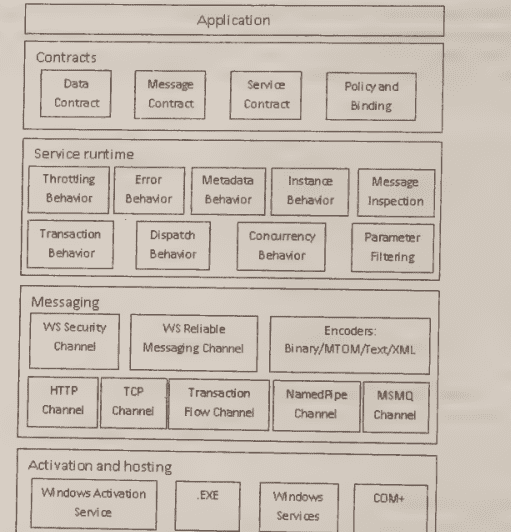 Application
Contracts
Data Message Service Policy and
Contract Contract Contract Binding
Service runtime
Throttling Error Metadata Instance Message
Behavior Behavior Behavior Behavior Inspection
Transaction Dispatch Concurrency Parameter
Behavior Behavior Behavior Filtering
Messaging
WS Security WS Reliable Encoders:
Channel Messaging Channel Binary/MTOM/Text/XML
HTTP TCP Transaction NamedPipe MSMQ
Channel Channel Flow Channel Channel Channel
Activation and hosting
Windows Activation .EXE Windows COM+
Service Services